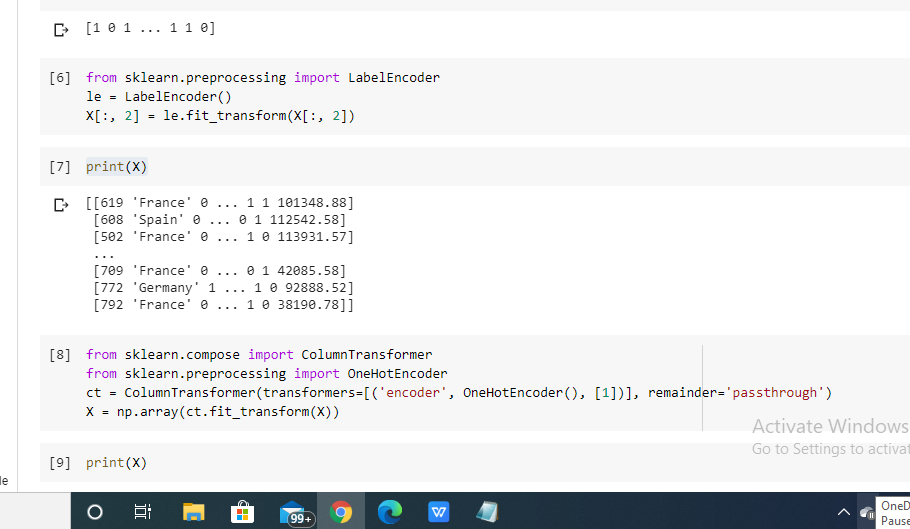 [1 0 1 ... 1 1 0]
[6] from sklearn.preprocessing import LabelEncoder
le = LabelEncoder()
X[:, 2] = le.fit_transform(X[:, 2])
[7] print(X)
[[619 'France' 0 ... 1 1 101348.88]
[608 'Spain' 0 ... 0 1 112542.58]
[502 'France' 0 ... 1 0 113931.57]
...
[709 'France' 0 ... 0 1 42085.58]
[772 'Germany' 1 ... 1 0 92888.52]
[792 'France' 0 ... 1 0 38190.78]]
[8] from sklearn.compose import ColumnTransformer
from sklearn.preprocessing import OneHotEncoder
ct = ColumnTransformer(transformers=[('encoder', OneHotEncoder(), [1])], remainder='passthrough')
X = np.array(ct.fit_transform(X))
Activate Windows
Go to Settings to activat
[9] print(X)
le
99+
W
OneD
Pause